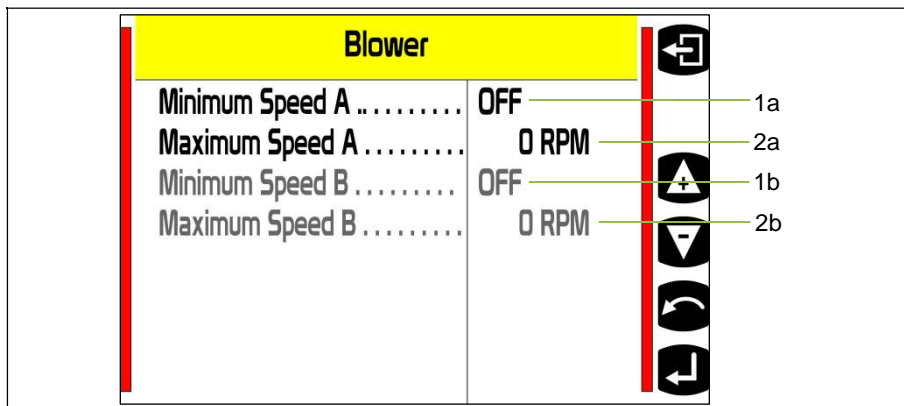 Blower
Minimum Speed A .......... OFF 1a
Maximum Speed A ......... 0 RPM 2a
Minimum Speed B ......... OFF 1b
Maximum Speed B ......... 0 RPM 2b
+
-